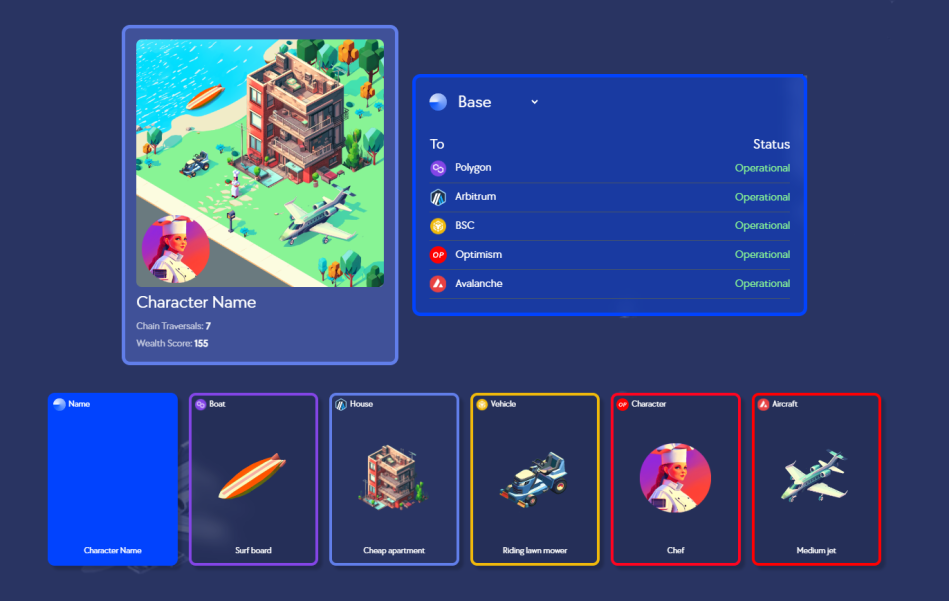 Character Name
Chain Traversals: 7
Wealth Score: 155
Base
To Status
Polygon Operational
Arbitrum Operational
BSC Operational
OP Optimism Operational
Avalanche Operational
Name
Character Name
Boat
Surf board
House
Cheap apartment
Vehicle
Riding lawn mower
OP Character
Chef
Aircraft
Medium jet